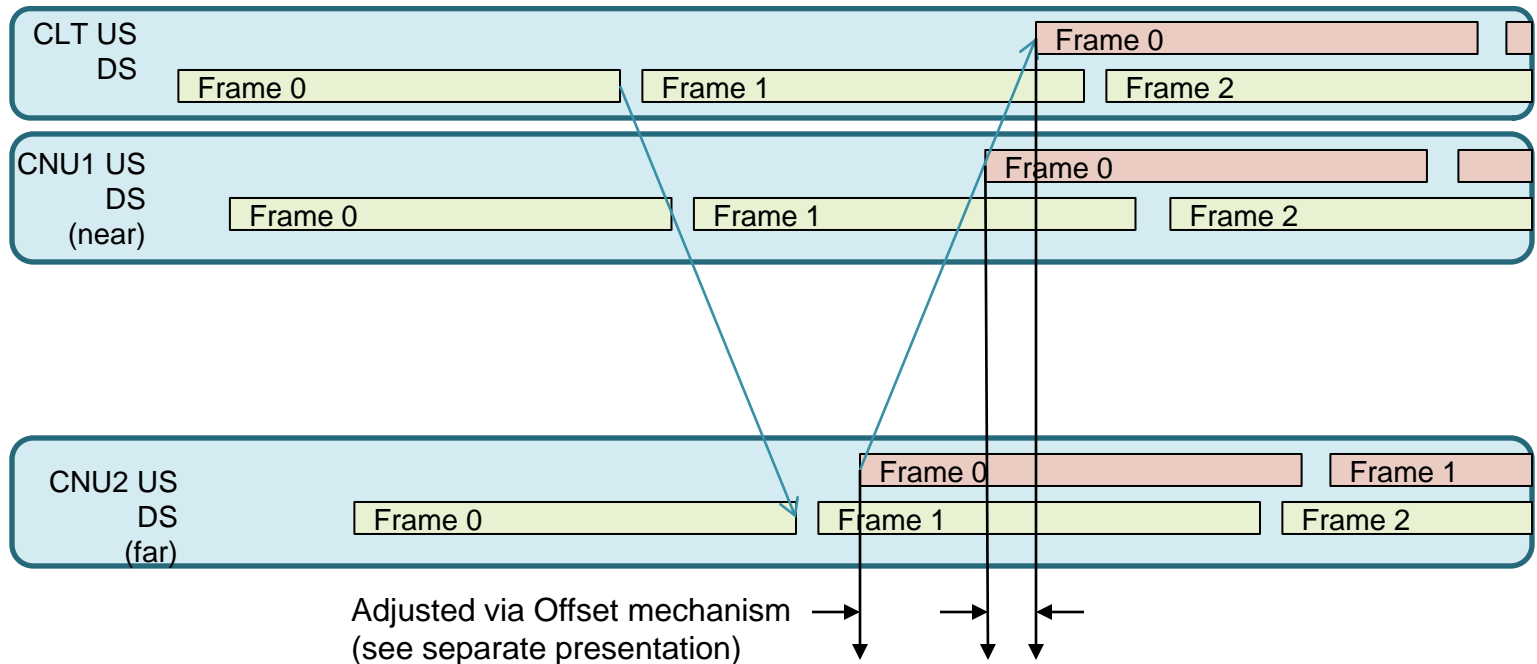 CLT US
DS
Frame 0
Frame 0
Frame 1
Frame 2
CNU1 US
DS
(near)
Frame 0
Frame 0
Frame 1
Frame 2
CNU2 US
DS
(far)
Frame 0
Frame 1
Frame 0
Frame 1
Frame 2
Adjusted via Offset mechanism
(see separate presentation)